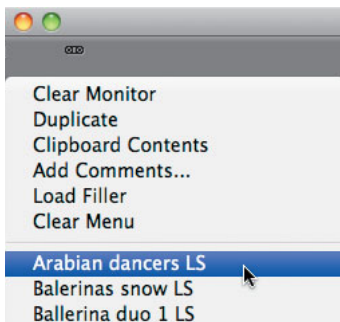 Clear Monitor
Duplicate
Clipboard Contents
Add Comments...
Load Filler
Clear Menu
Arabian dancers LS
Balerinas snow LS
Ballerina duo 1 LS